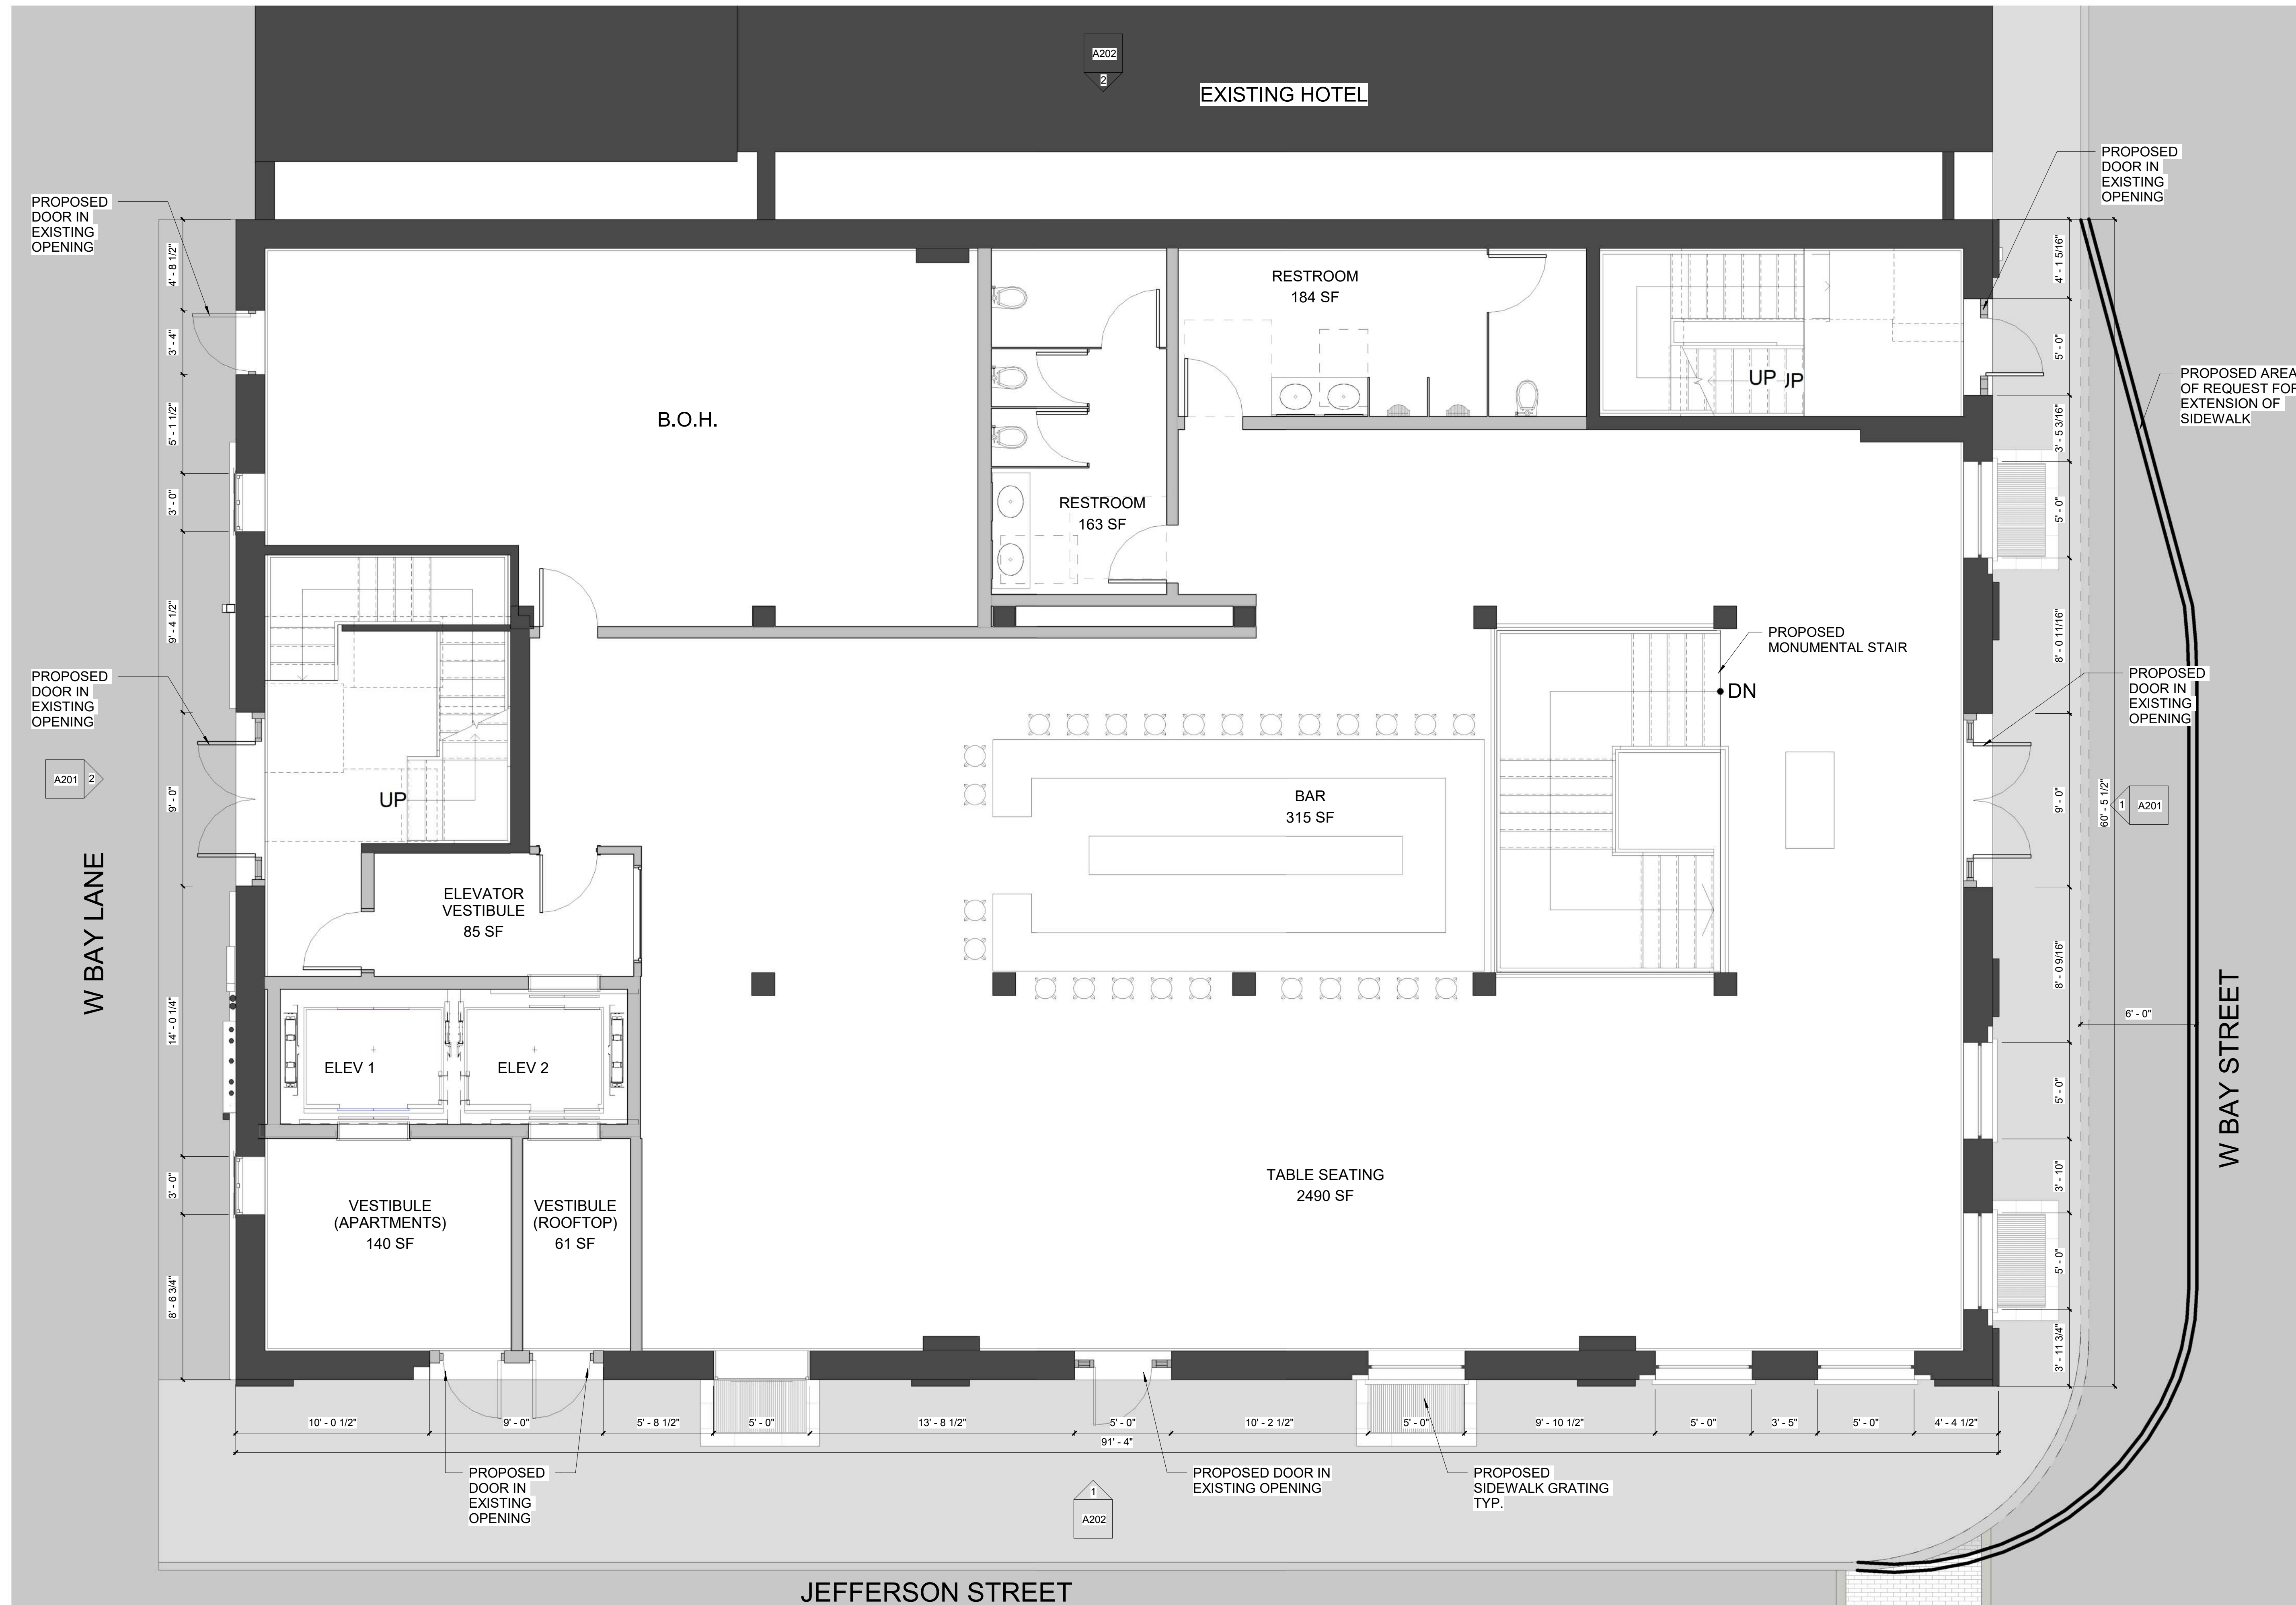 A202
2
EXISTING HOTEL
PROPOSED
DOOR IN
EXISTING
OPENING
PROPOSED
DOOR IN
EXISTING
OPENING
4' - 8 1/2"
3' - 4"
5' - 1 1/2"
3' - 0"
9' - 4 1/2"
9' - 0"
14' - 0 1/4"
3' - 0"
8' - 6 3/4"
B.O.H.
RESTROOM
184 SF
RESTROOM
163 SF
UP
UP
4' - 1 5/16"
5' - 0"
3' - 5 3/16"
5' - 0"
8' - 0 11/16"
9' - 0"
8' - 0 9/16"
5' - 0"
3' - 10"
5' - 0"
3' - 11 3/4"
60' - 5 1/2"
6' - 0"
PROPOSED AREA
OF REQUEST FOR
EXTENSION OF
SIDEWALK
PROPOSED
DOOR IN
EXISTING
OPENING
PROPOSED
MONUMENTAL STAIR
DN
PROPOSED
DOOR IN
EXISTING
OPENING
A201
2
UP
BAR
315 SF
1
A201
W BAY LANE
ELEVATOR
VESTIBULE
85 SF
ELEV 1
ELEV 2
W BAY STREET
TABLE SEATING
2490 SF
VESTIBULE
(APARTMENTS)
140 SF
VESTIBULE
(ROOFTOP)
61 SF
10' - 0 1/2"
9' - 0"
5' - 8 1/2"
5' - 0"
13' - 8 1/2"
5' - 0"
10' - 2 1/2"
5' - 0"
9' - 10 1/2"
5' - 0"
3' - 5"
5' - 0"
4' - 4 1/2"
91' - 4"
PROPOSED
DOOR IN
EXISTING
OPENING
PROPOSED DOOR IN
EXISTING OPENING
PROPOSED
SIDEWALK GRATING
TYP.
1
A202
JEFFERSON STREET